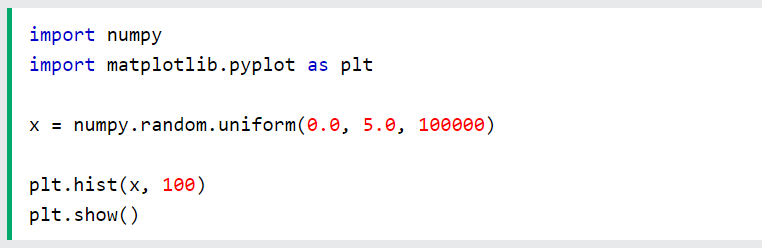 import numpy
import matplotlib.pyplot as plt
x = numpy.random.uniform(0.0, 5.0, 100000)
plt.hist(x, 100)
plt.show()